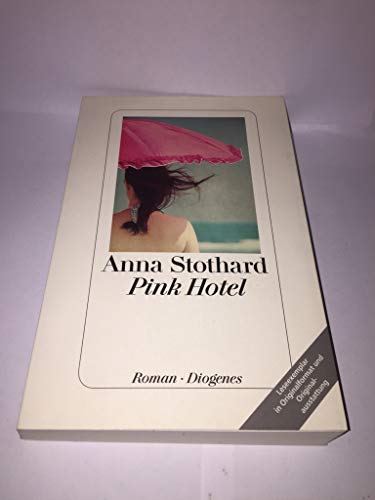 Anna Stothard
Pink Hotel
Roman · Diogenes
Leseexemplar
in Originalformat und
Original-
ausstattung